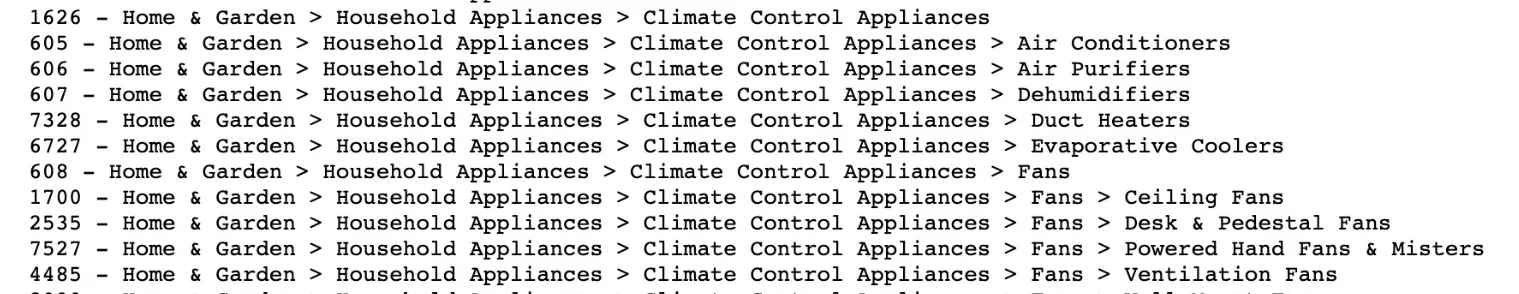 1626 - Home & Garden > Household Appliances > Climate Control Appliances
605 - Home & Garden > Household Appliances > Climate Control Appliances > Air Conditioners
606 - Home & Garden > Household Appliances > Climate Control Appliances > Air Purifiers
607 - Home & Garden > Household Appliances > Climate Control Appliances > Dehumidifiers
7328 - Home & Garden > Household Appliances > Climate Control Appliances > Duct Heaters
6727 - Home & Garden > Household Appliances > Climate Control Appliances > Evaporative Coolers
608 - Home & Garden > Household Appliances > Climate Control Appliances > Fans
1700 - Home & Garden > Household Appliances > Climate Control Appliances > Fans > Ceiling Fans
2535 - Home & Garden > Household Appliances > Climate Control Appliances > Fans > Desk & Pedestal Fans
7527 - Home & Garden > Household Appliances > Climate Control Appliances > Fans > Powered Hand Fans & Misters
4485 - Home & Garden > Household Appliances > Climate Control Appliances > Fans > Ventilation Fans